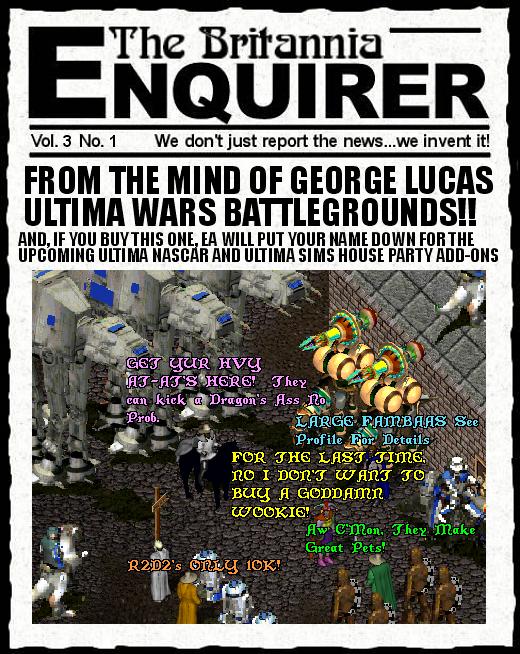 The Britannia
ENQUIRER
Vol. 3 No. 1 We don't just report the news...we invent it!
FROM THE MIND OF GEORGE LUCAS
ULTIMA WARS BATTLEGROUNDS!!
AND, IF YOU BUY THIS ONE, EA WILL PUT YOUR NAME DOWN FOR THE
UPCOMING ULTIMA NASCAR AND ULTIMA SIMS HOUSE PARTY ADD-ONS
GET YUR HVY
AT-AT'S HERE! They
can kick a Dragon's Ass No
Prob.
LARGE FAMBAAS See
Profile For Details
FOR THE LAST TIME,
NO I DON'T WANT TO
BUY A GODDAMN
WOOKIE!
Aw C'Mon, They Make
Great Pets!
R2D2's ONLY 10K!